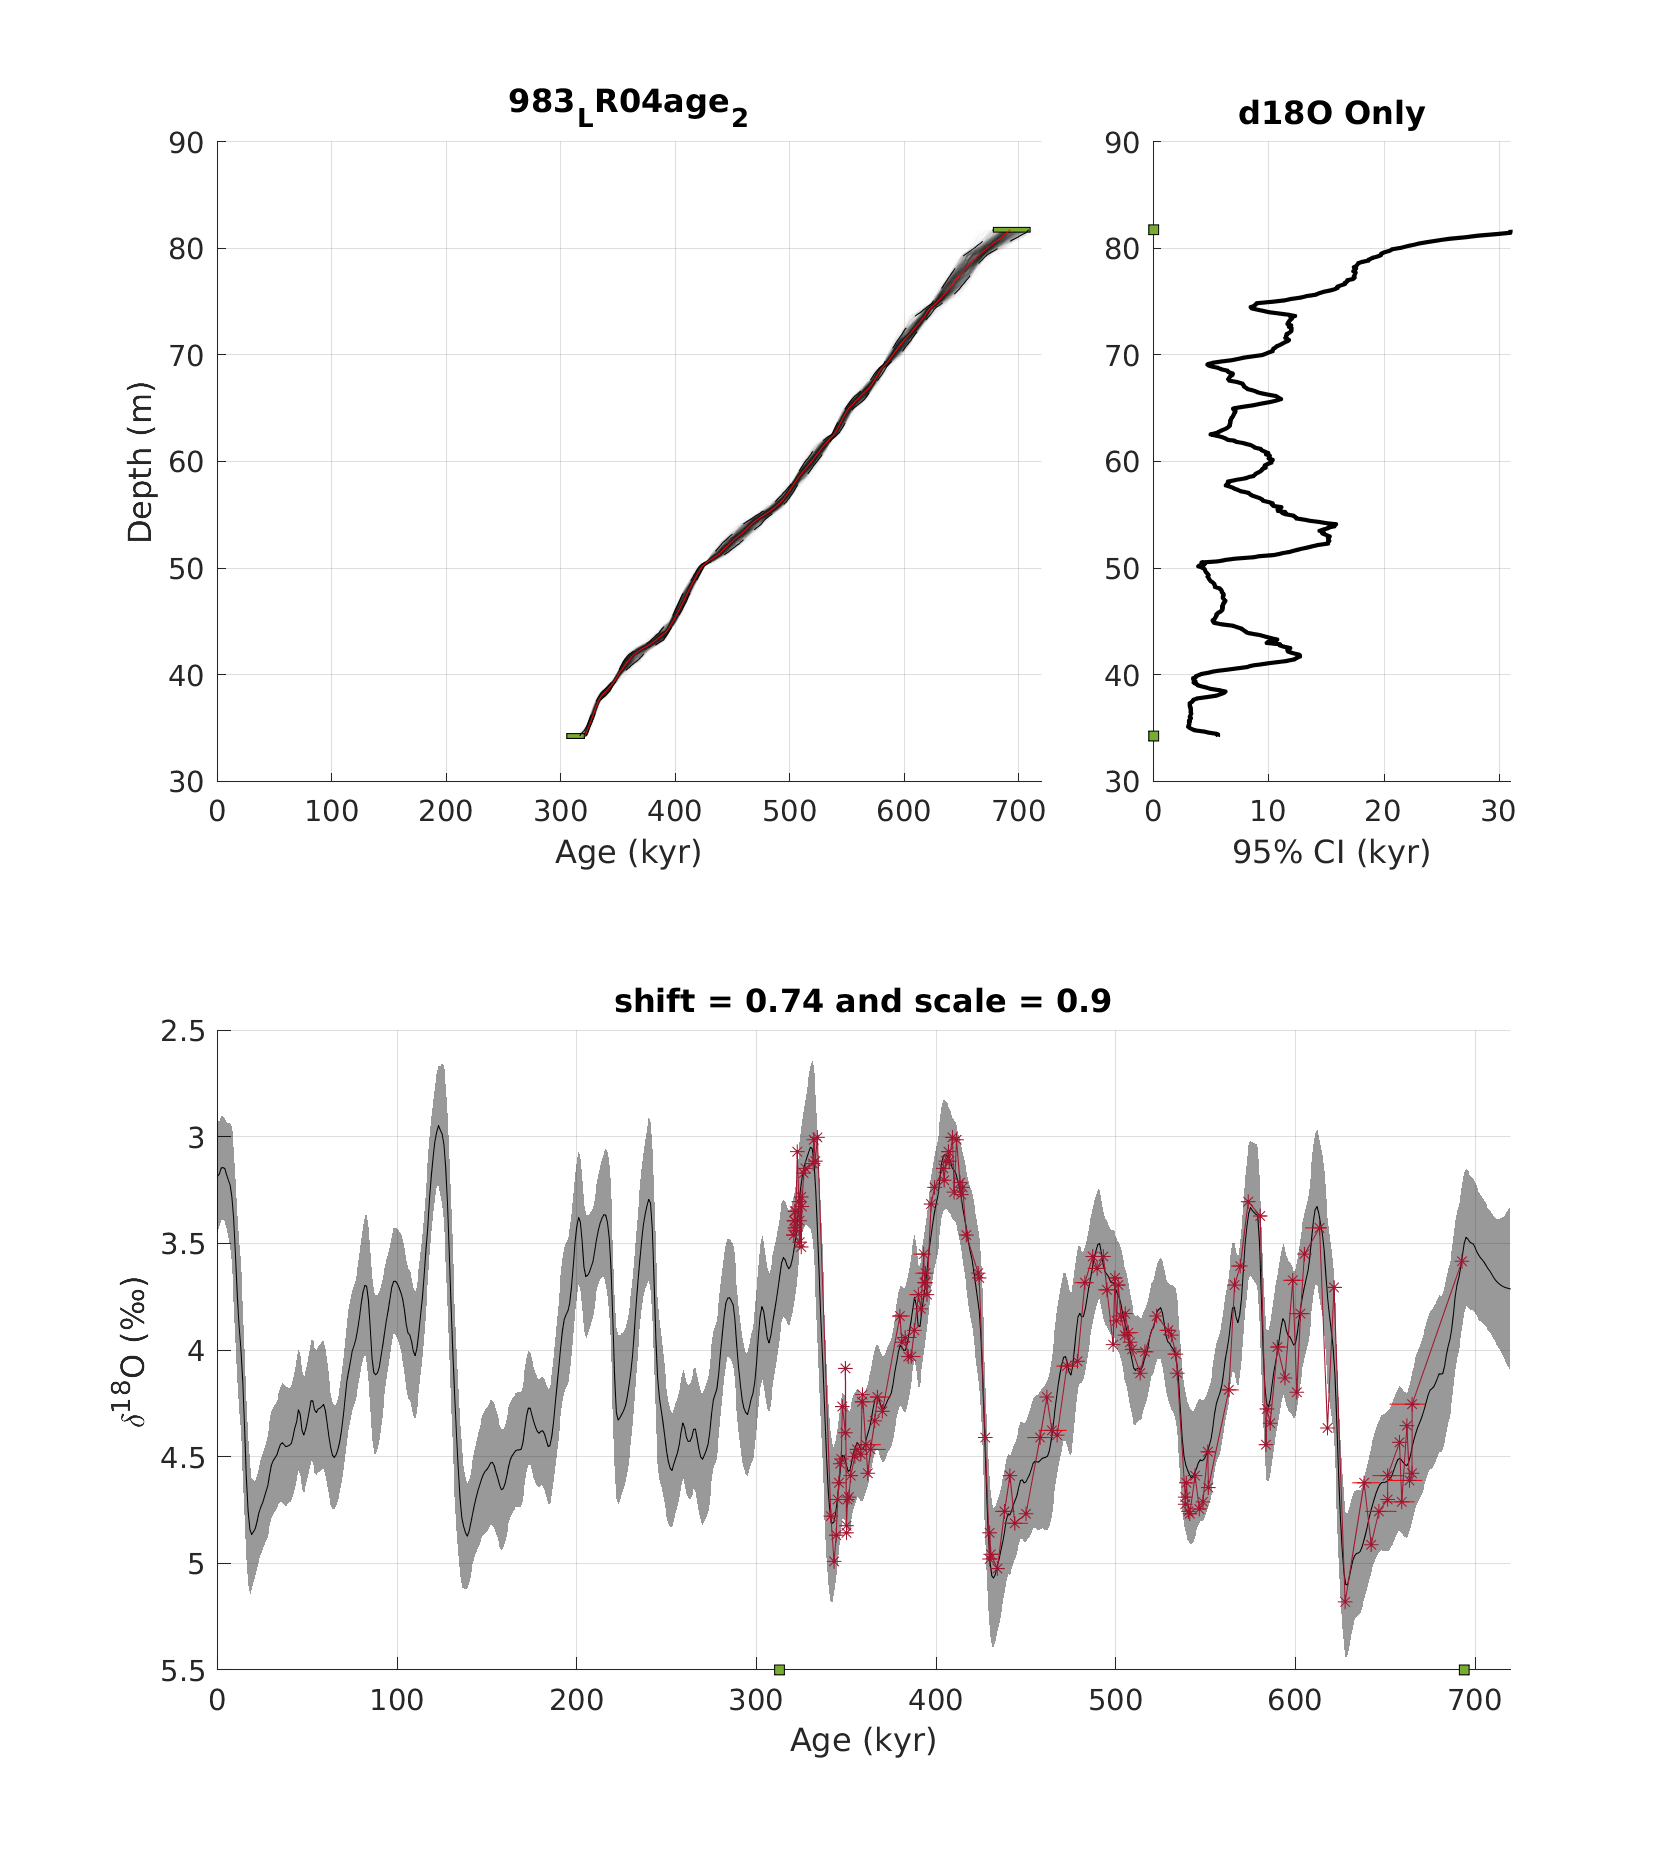 983_LR04age_2
90
80
70
60
50
40
30
0 100 200 300 400 500 600 700
Depth (m)
Age (kyr)
d18O Only
90
80
70
60
50
40
30
0 10 20 30
95% CI (kyr)
shift = 0.74 and scale = 0.9
2.5
3
3.5
4
4.5
5
5.5
0 100 200 300 400 500 600 700
δ¹⁸O (‰)
Age (kyr)